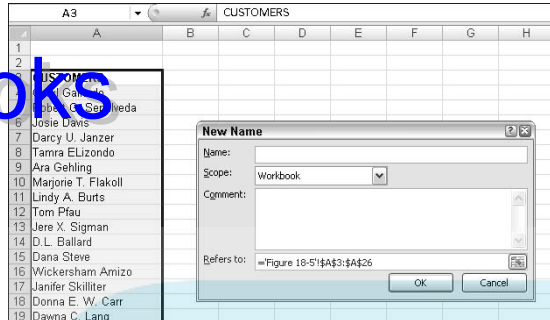 A3 fx CUSTOMERS
A B C D E F G H
1
2
3 CUSTOMERS
ooks
6 Josie Davis
7 Darcy U. Janzer
8 Tamra ELizondo
9 Ara Gehling
10 Marjorie T. Flakoll
11 Lindy A. Burts
12 Tom Pfau
13 Jere X. Sigman
14 D.L. Ballard
15 Dana Steve
16 Wickersham Amizo
17 Janifer Skilliter
18 Donna E. W. Carr
19 Dawna C. Lang
New Name
Name:
Scope: Workbook
Comment:
Refers to: ='Figure 18-5'!$A$3:$A$26
OK Cancel